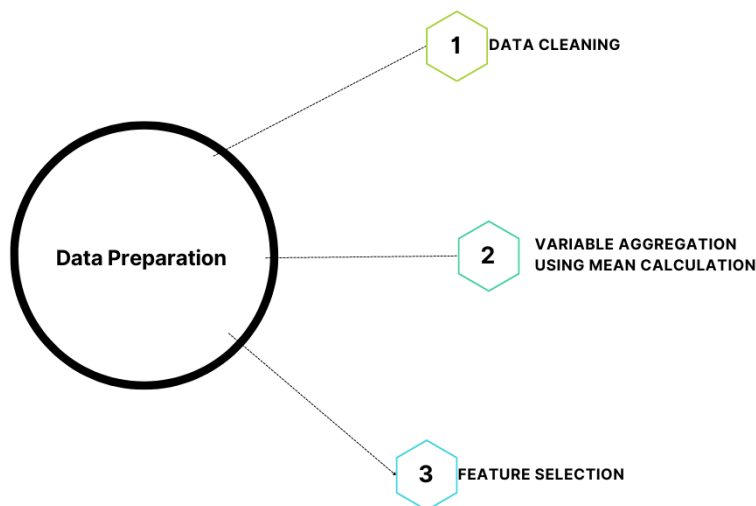 1
DATA CLEANING
Data Preparation
2
VARIABLE AGGREGATION
USING MEAN CALCULATION
3
FEATURE SELECTION